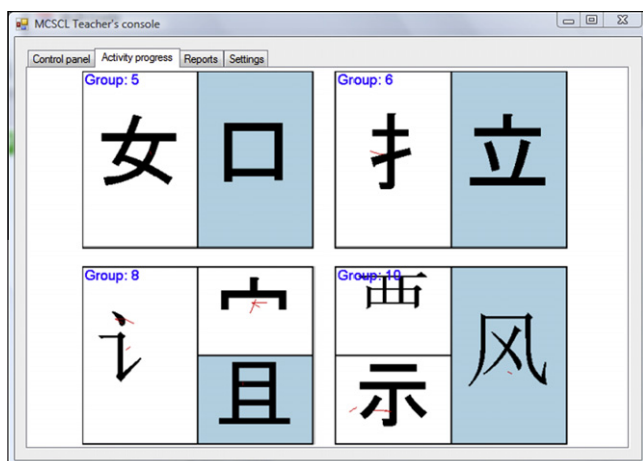 MCSCL Teacher's console
Control panel Activity progress Reports Settings
Group: 5
女 口
Group: 6
扌 立
Group: 8
讠 宀
且
Group: 10
覀 风
示